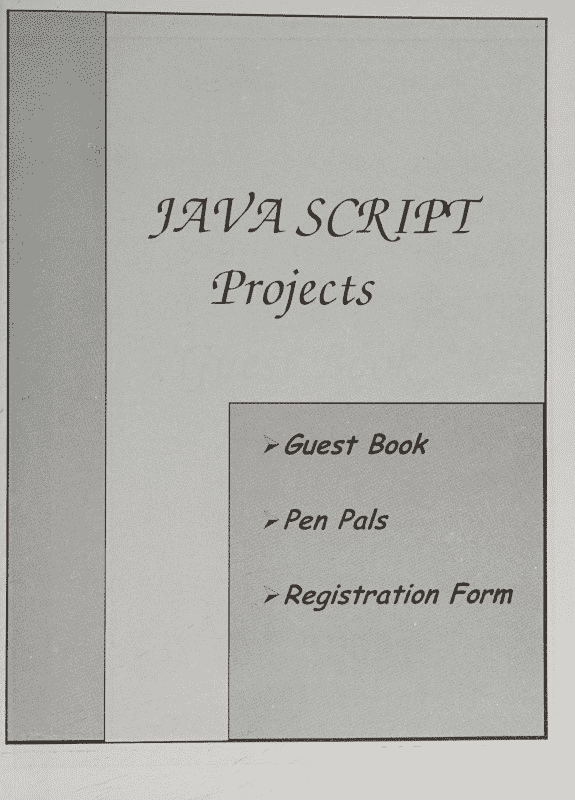 JAVA SCRIPT
Projects
➢ Guest Book
➢ Pen Pals
➢ Registration Form